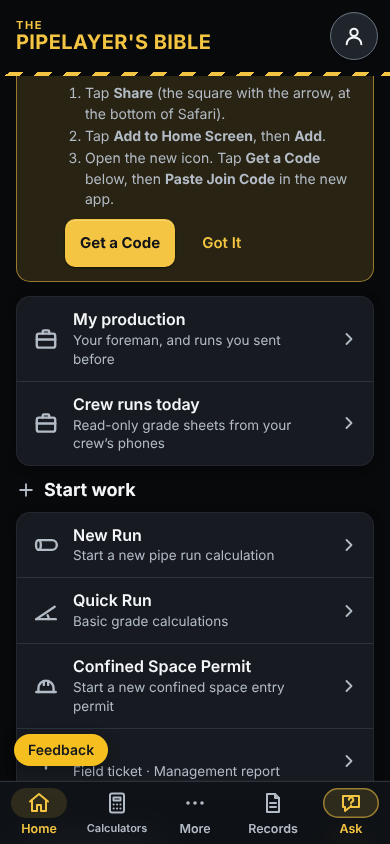 THE
PIPELAYER'S BIBLE
1. Tap Share (the square with the arrow, at
the bottom of Safari).
2. Tap Add to Home Screen, then Add.
3. Open the new icon. Tap Get a Code
below, then Paste Join Code in the new
app.
Get a Code
Got It
My production
Your foreman, and runs you sent
before
Crew runs today
Read-only grade sheets from your
crew's phones
Start work
New Run
Start a new pipe run calculation
Quick Run
Basic grade calculations
Confined Space Permit
Start a new confined space entry
permit
Feedback
Field ticket · Management report
Home
Calculators
More
Records
Ask